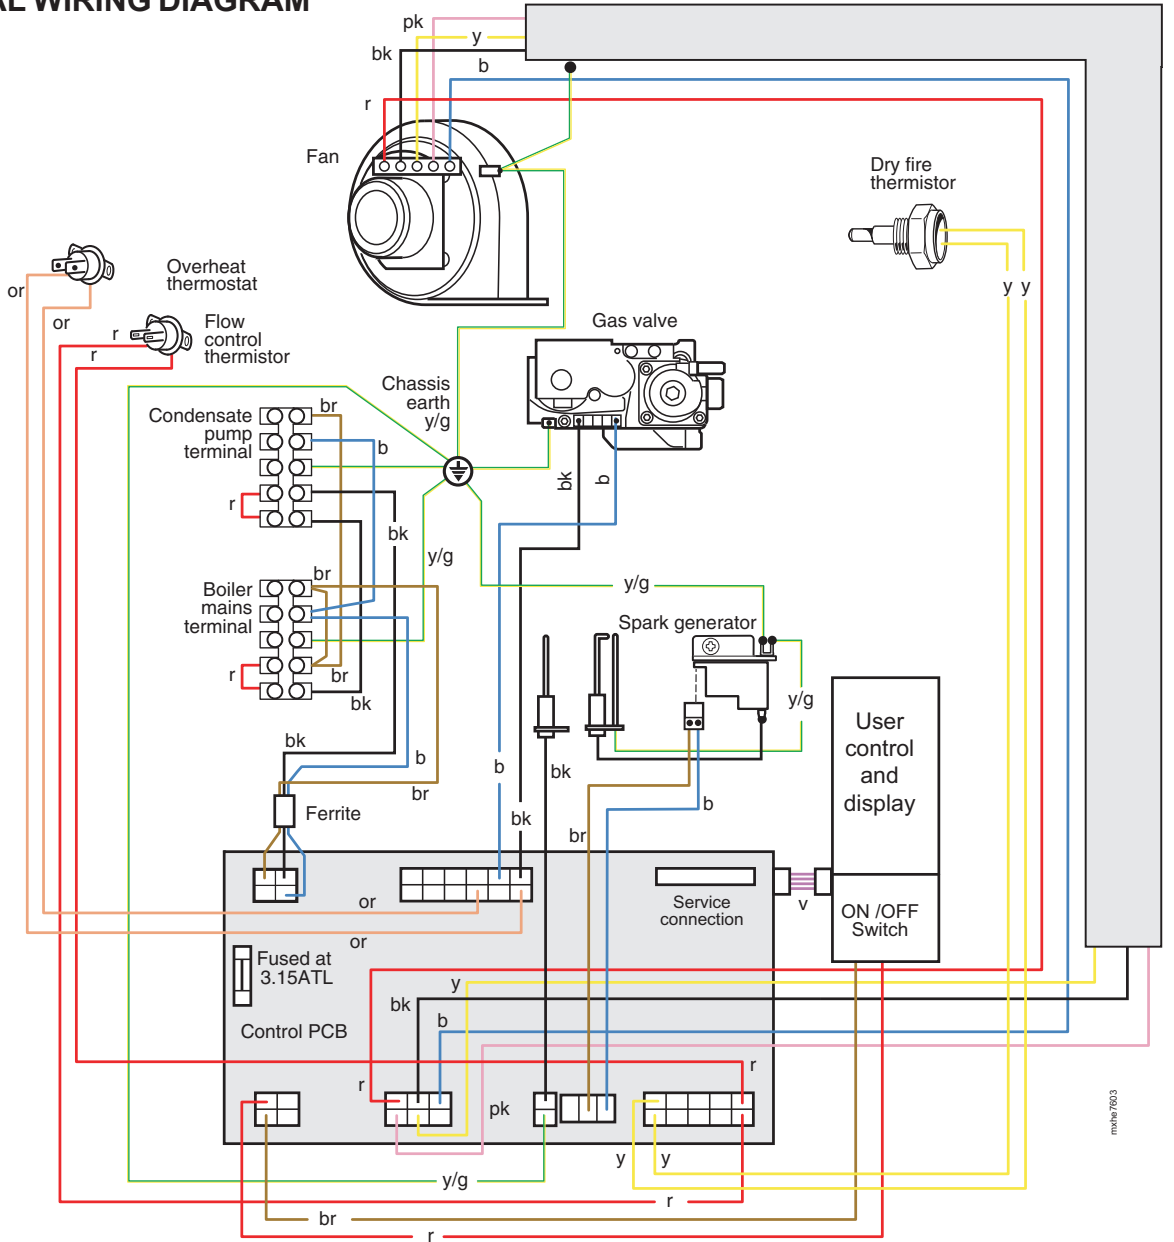 AL WIRING DIAGRAM
pk
y
bk
b
r
Fan
Dry fire
thermistor
Overheat
thermostat
or
or
y y
Flow
control
thermistor
r
r
Gas valve
Chassis
earth
y/g
br
Condensate
pump
terminal
b
r
bk
bk
b
y/g
br
Boiler
mains
terminal
y/g
Spark generator
r
br
bk
y/g
User
control
and
display
bk
b
br
b
bk
bk
b
br
Ferrite
or
or
Service
connection
v
ON /OFF
Switch
Fused at
3.15ATL
y
bk
b
Control PCB
r
r
pk
y
y
y/g
r
br
r
mxhe7603